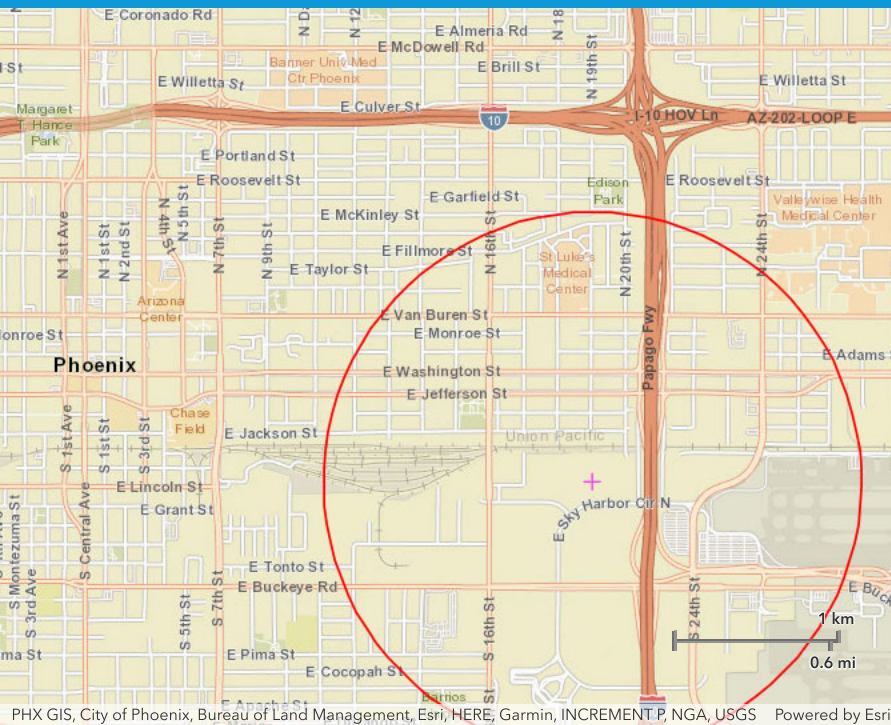 E Coronado Rd
E Almeria Rd
E McDowell Rd
Banner Univ Med
Ctr Phoenix
E Brill St
N 19th St
E Willetta St
E Willetta St
Margaret
T. Hance
Park
E Culver St
10
I-10 HOV Ln
AZ-202-LOOP E
E Portland St
E Roosevelt St
E Garfield St
Edison
Park
E Roosevelt St
Valleywise Health
Medical Center
N 1st Ave
N 1st St
N 2nd St
N 4th St
N 5th St
N 7th St
N 9th St
E McKinley St
E Fillmore St
E Taylor St
N 16th St
St Luke's
Medical
Center
N 20th St
N 24th St
Arizona
Center
E Van Buren St
E Monroe St
Papago Fwy
Phoenix
E Washington St
E Adams
E Jefferson St
Chase
Field
E Jackson St
Union Pacific
S 1st Ave
S 1st St
S 3rd St
E Lincoln St
E Grant St
E Sky Harbor Cir N
S Montezuma St
S 3rd Ave
S Central Ave
E Tonto St
E Buckeye Rd
S 5th St
S 7th St
S 16th St
S 24th St
E Buck
1 km
0.6 mi
E Pima St
E Cocopah St
E Apache St
Barrios
PHX GIS, City of Phoenix, Bureau of Land Management, Esri, HERE, Garmin, INCREMENT P, NGA, USGS
Powered by Esr